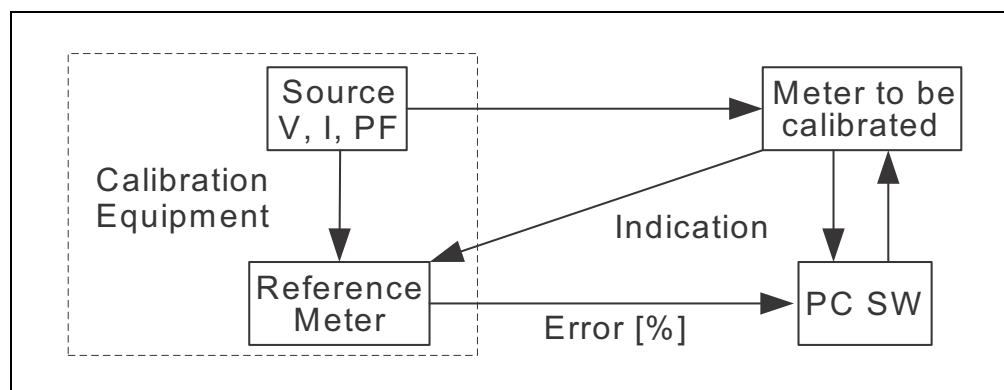 Source
V, I, PF
Meter to be
calibrated
Calibration
Equipment
Indication
Reference
Meter
PC SW
Error [%]